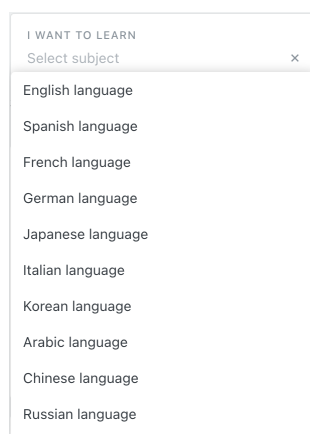 I WANT TO LEARN
Select subject ×
English language
Spanish language
French language
German language
Japanese language
Italian language
Korean language
Arabic language
Chinese language
Russian language